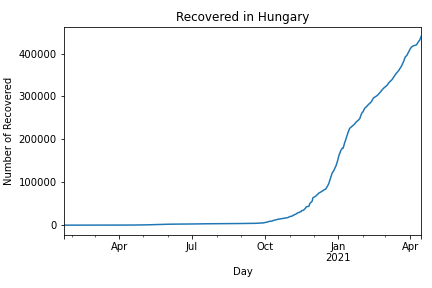 Recovered in Hungary
Number of Recovered
400000
300000
200000
100000
0
Apr
Jul
Oct
Jan
2021
Apr
Day